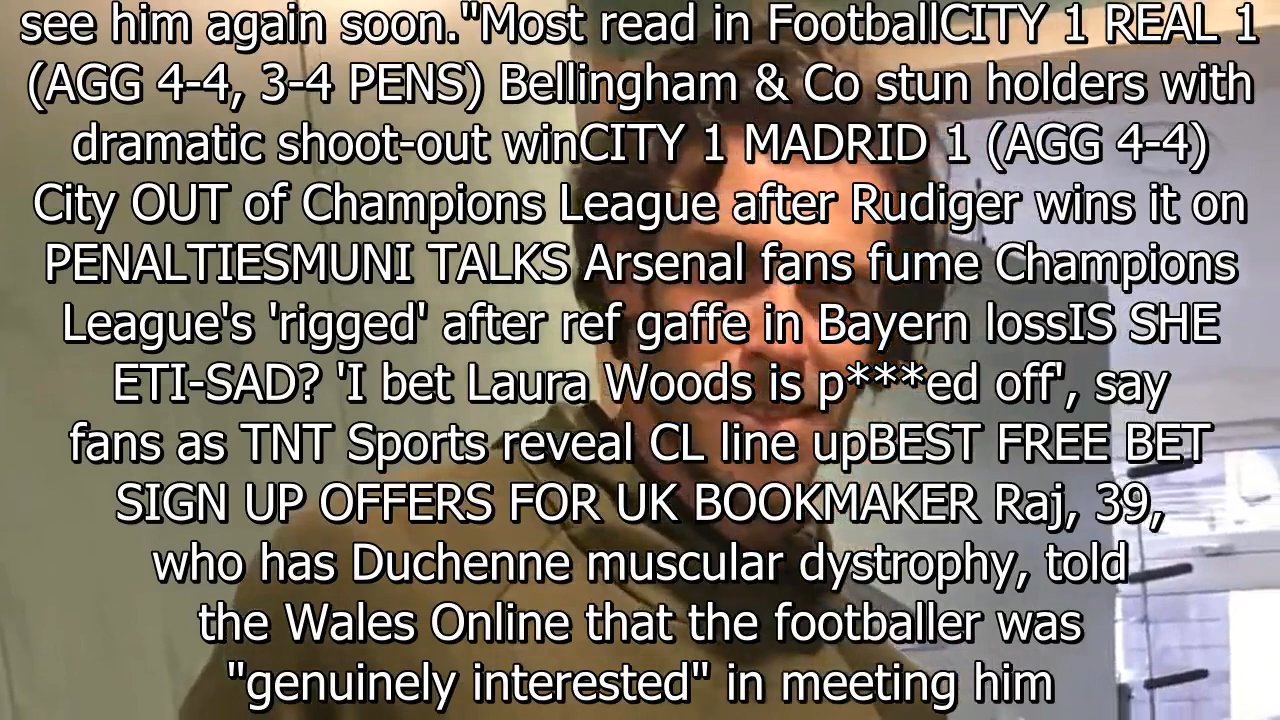 see him again soon."Most read in FootballCITY 1 REAL 1
(AGG 4-4, 3-4 PENS) Bellingham & Co stun holders with
dramatic shoot-out winCITY 1 MADRID 1 (AGG 4-4)
City OUT of Champions League after Rudiger wins it on
PENALTIESMUNI TALKS Arsenal fans fume Champions
League's 'rigged' after ref gaffe in Bayern lossIS SHE
ETI-SAD? 'I bet Laura Woods is p***ed off', say
fans as TNT Sports reveal CL line upBEST FREE BET
SIGN UP OFFERS FOR UK BOOKMAKER Raj, 39,
who has Duchenne muscular dystrophy, told
the Wales Online that the footballer was
"genuinely interested" in meeting him